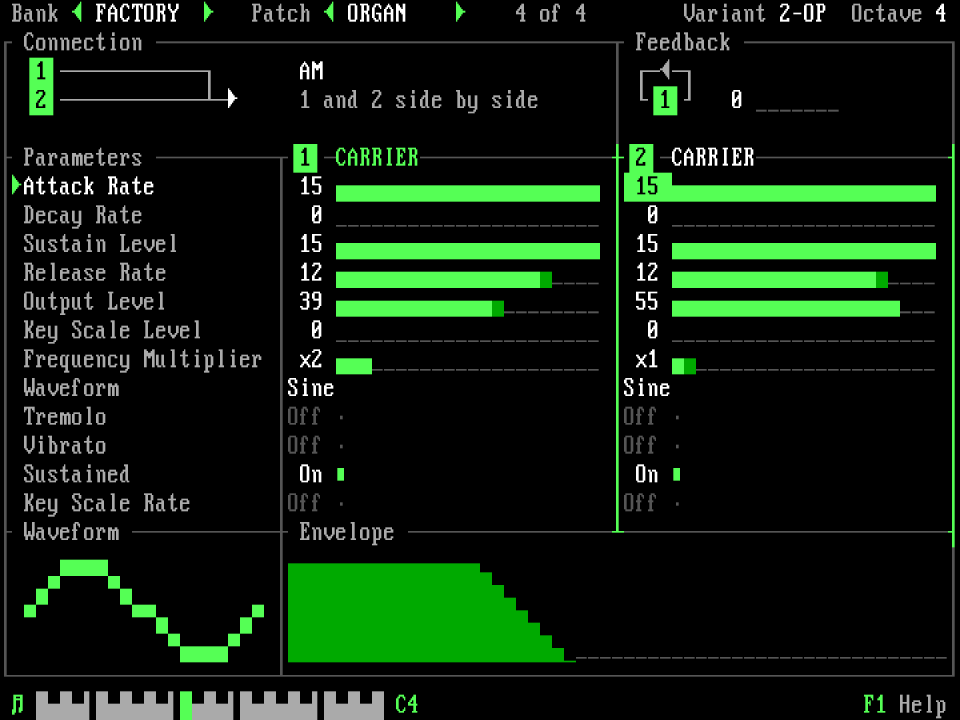 Bank FACTORY Patch ORGAN 4 of 4 Variant 2-OP Octave 4
Connection Feedback
1 AM
2 1 and 2 side by side 1 0
Parameters 1 CARRIER 2 CARRIER
Attack Rate 15 15
Decay Rate 0 0
Sustain Level 15 15
Release Rate 12 12
Output Level 39 55
Key Scale Level 0 0
Frequency Multiplier x2 x1
Waveform Sine Sine
Tremolo Off Off
Vibrato Off Off
Sustained On On
Key Scale Rate Off Off
Waveform Envelope
C4 F1 Help